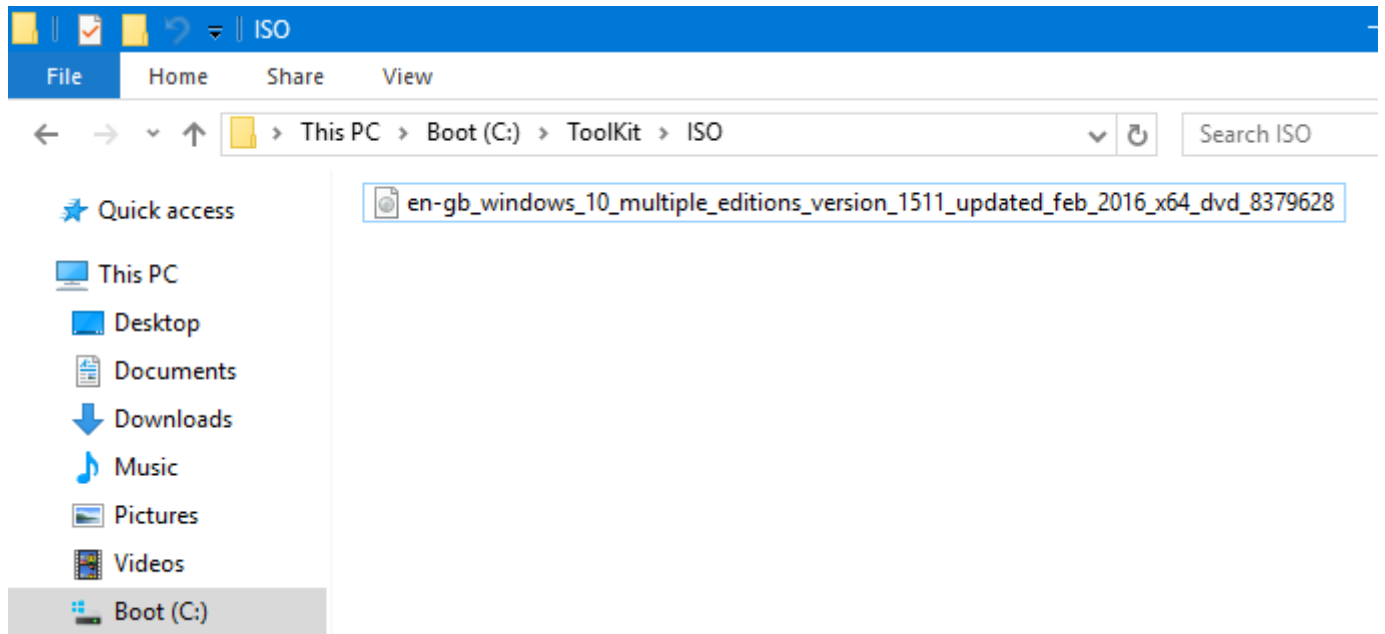 ISO
File Home Share View
This PC > Boot (C:) > ToolKit > ISO Search ISO
Quick access
en-gb_windows_10_multiple_editions_version_1511_updated_feb_2016_x64_dvd_8379628
This PC
Desktop
Documents
Downloads
Music
Pictures
Videos
Boot (C:)